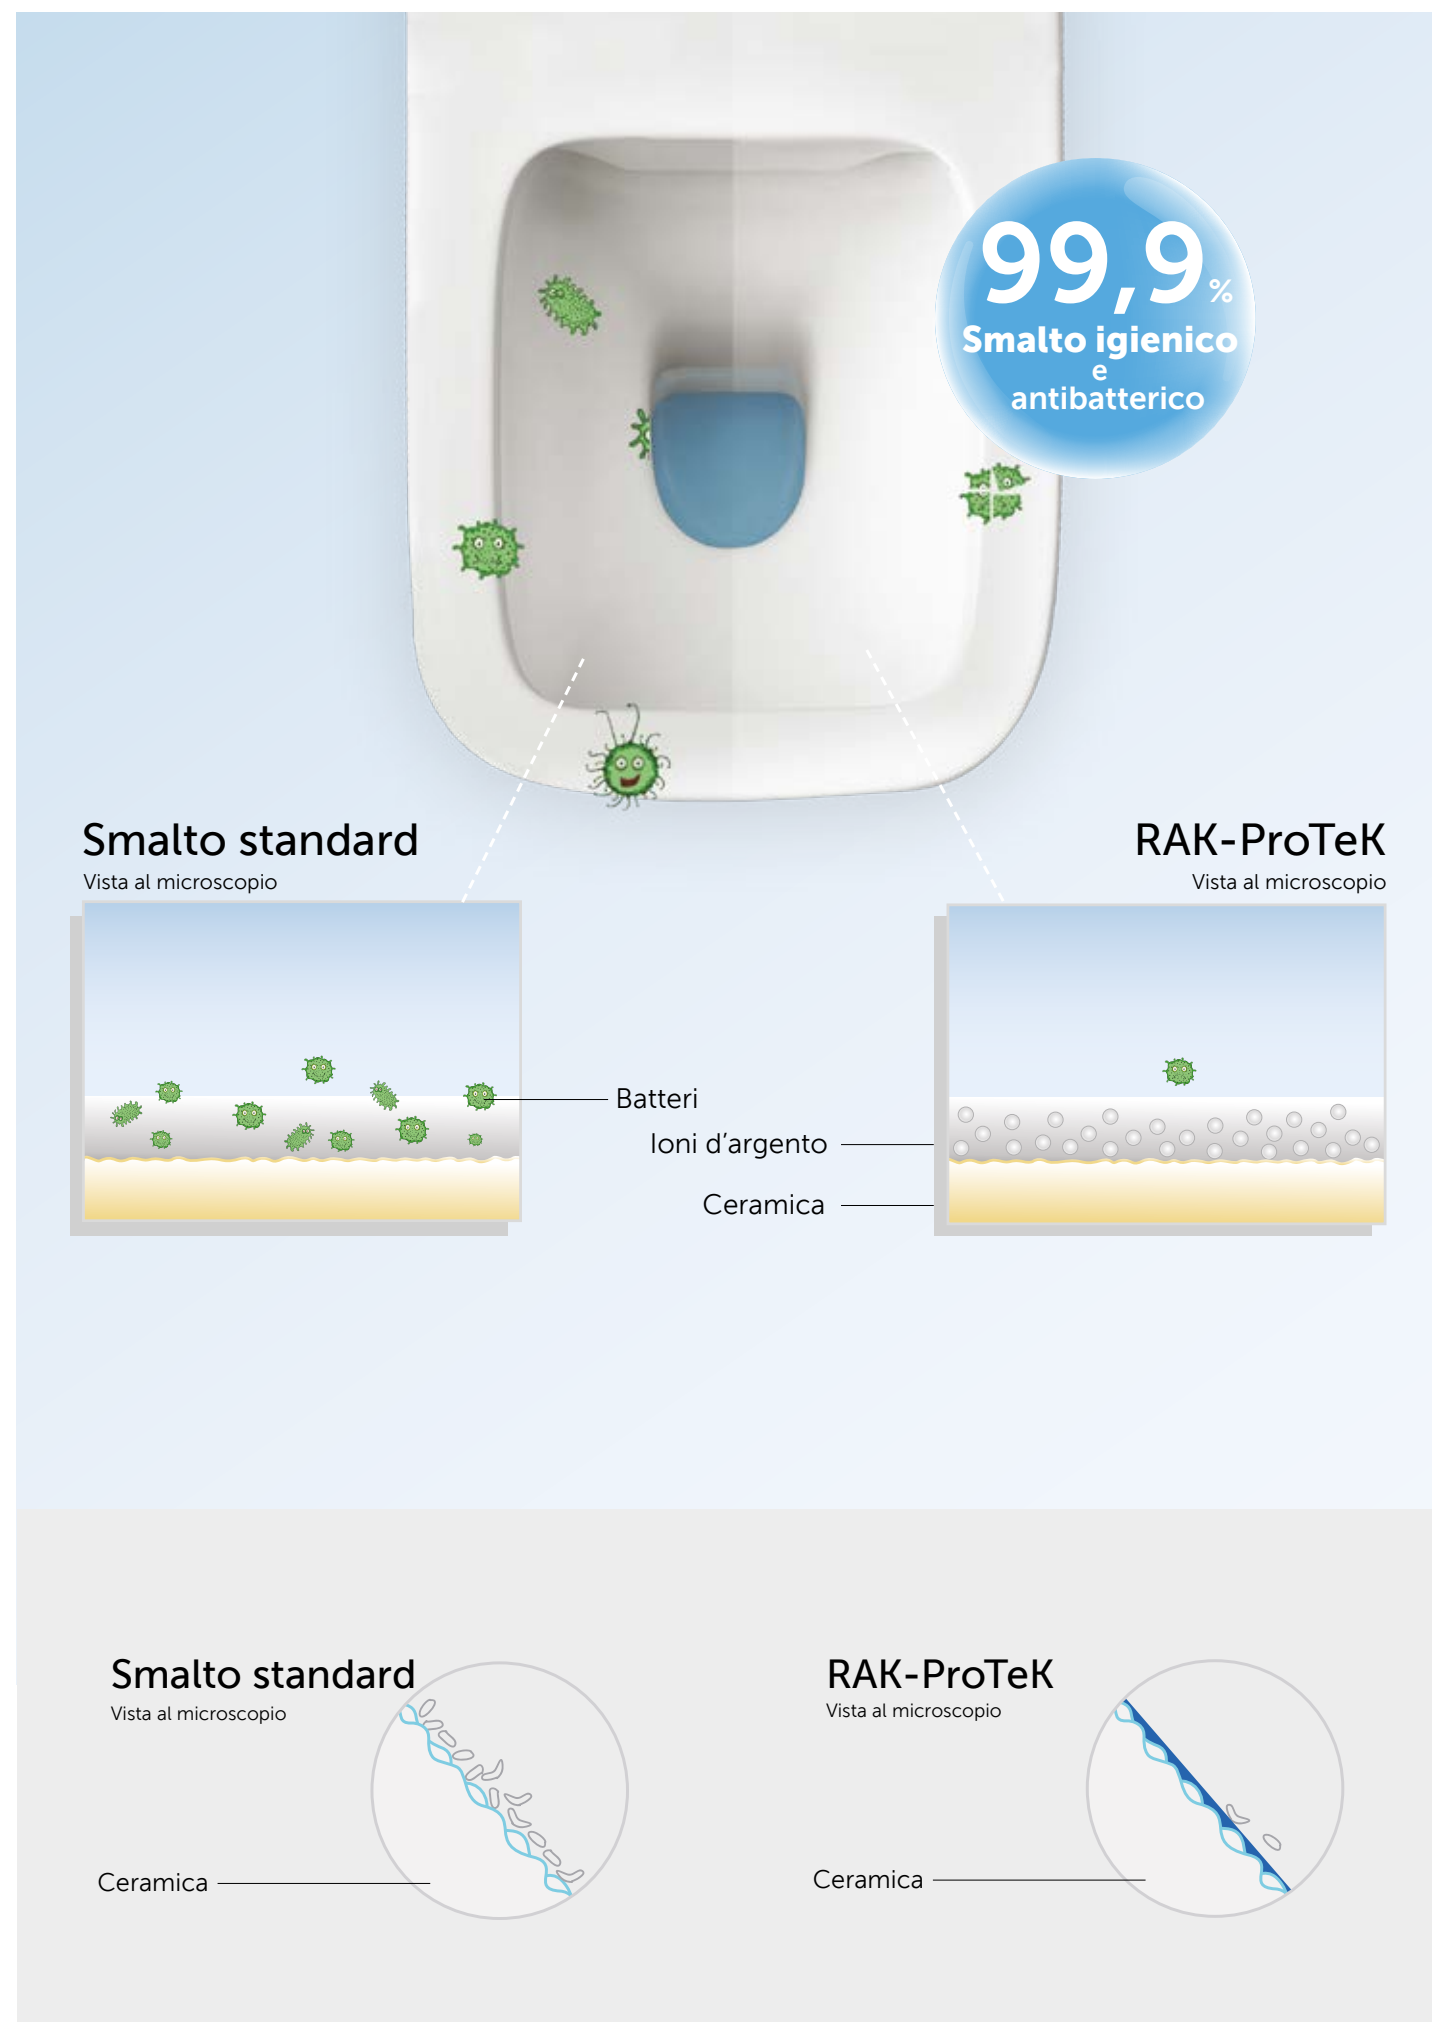 99,9%
Smalto igienico
e
antibatterico
Smalto standard
Vista al microscopio
RAK-ProTeK
Vista al microscopio
Batteri
Ioni d'argento
Ceramica
Smalto standard
Vista al microscopio
Ceramica
RAK-ProTeK
Vista al microscopio
Ceramica